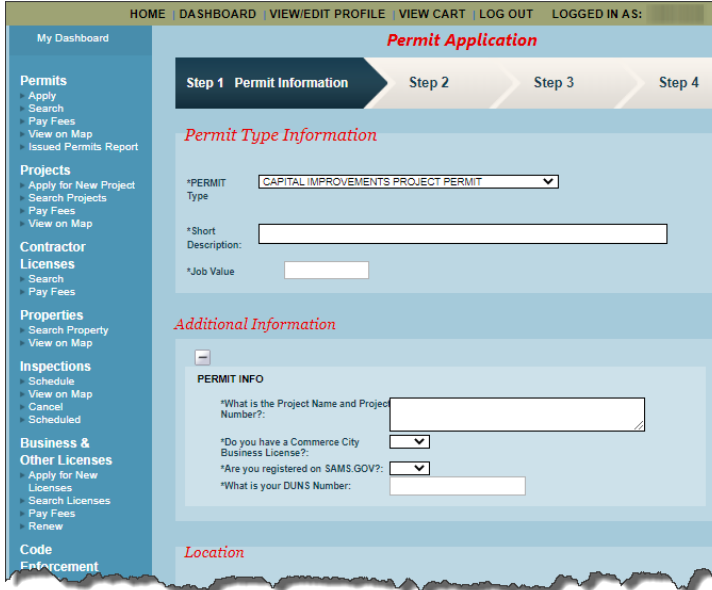 HOME | DASHBOARD | VIEW/EDIT PROFILE | VIEW CART | LOG OUT LOGGED IN AS:
My Dashboard
Permits
Apply
Search
Pay Fees
View on Map
Issued Permits Report
Projects
Apply for New Project
Search Projects
Pay Fees
View on Map
Contractor
Licenses
Search
Pay Fees
Properties
Search Property
View on Map
Inspections
Schedule
View on Map
Cancel
Scheduled
Business &
Other Licenses
Apply for New
Licenses
Search Licenses
Pay Fees
Renew
Code
Enforcement
Permit Application
Step 1 Permit Information Step 2 Step 3 Step 4
Permit Type Information
*PERMIT
Type
CAPITAL IMPROVEMENTS PROJECT PERMIT
*Short
Description:
*Job Value
Additional Information
PERMIT INFO
*What is the Project Name and Project
Number?:
*Do you have a Commerce City
Business License?:
*Are you registered on SAMS.GOV?:
*What is your DUNS Number:
Location